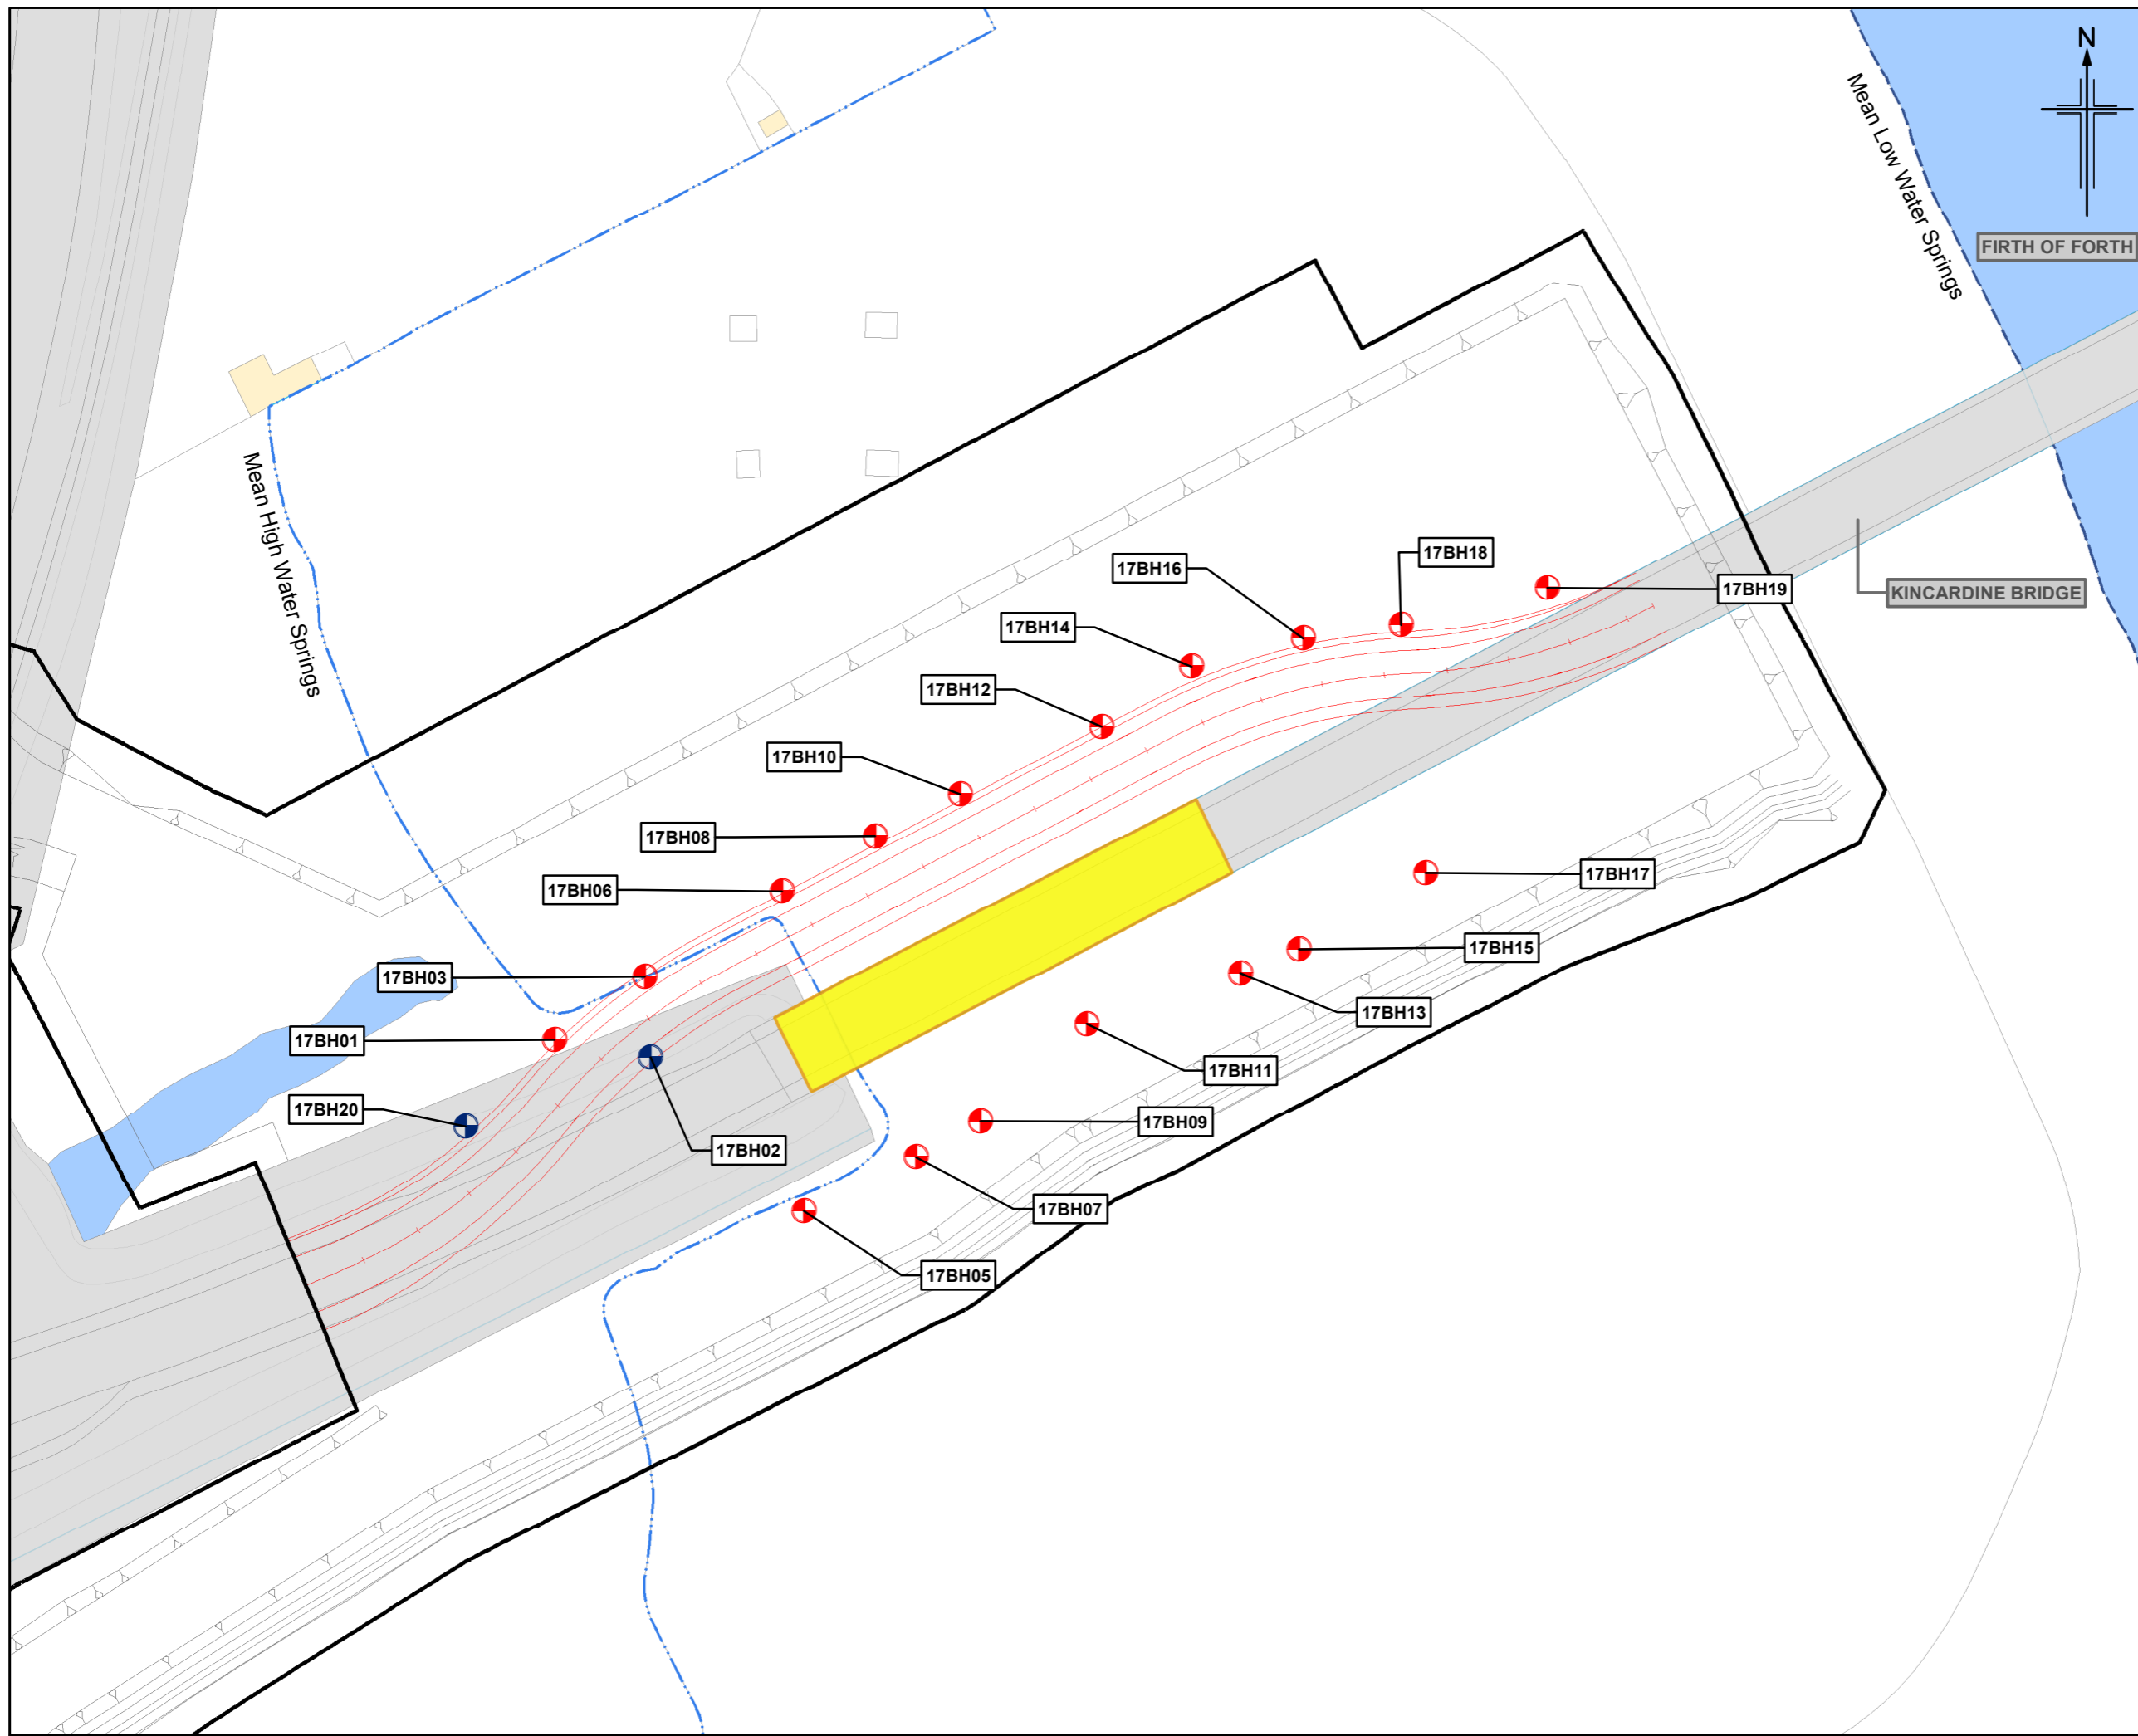 N
Mean Low Water Springs
FIRTH OF FORTH
Mean High Water Springs
17BH18
17BH16
17BH19
KINCARDINE BRIDGE
17BH14
17BH12
17BH10
17BH08
17BH17
17BH06
17BH15
17BH03
17BH13
17BH01
17BH11
17BH20
17BH09
17BH02
17BH07
17BH05